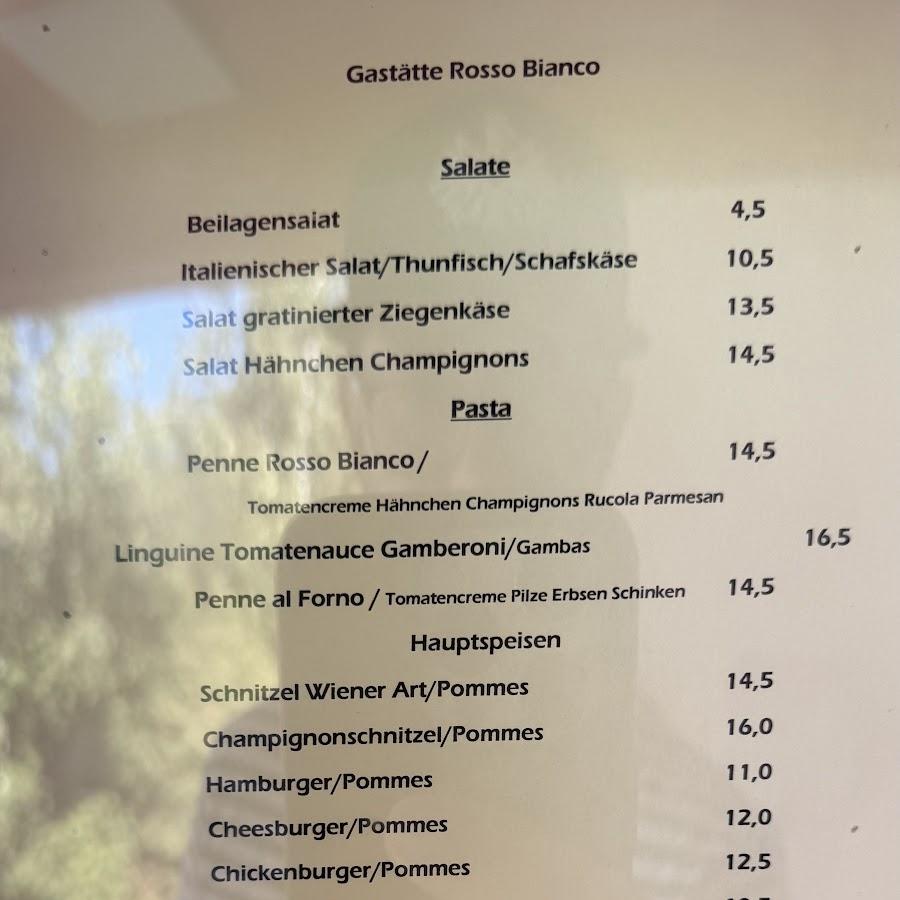 Gastätte Rosso Bianco
Salate
Beilagensaiat 4,5
Italienischer Salat/Thunfisch/Schafskäse 10,5
Salat gratinierter Ziegenkäse 13,5
Salat Hähnchen Champignons 14,5
Pasta
Penne Rosso Bianco/ 14,5
Tomatencreme Hähnchen Champignons Rucola Parmesan
Linguine Tomatenauce Gamberoni/Gambas 16,5
Penne al Forno / Tomatencreme Pilze Erbsen Schinken 14,5
Hauptspeisen
Schnitzel Wiener Art/Pommes 14,5
Champignonschnitzel/Pommes 16,0
Hamburger/Pommes 11,0
Cheesburger/Pommes 12,0
Chickenburger/Pommes 12,5